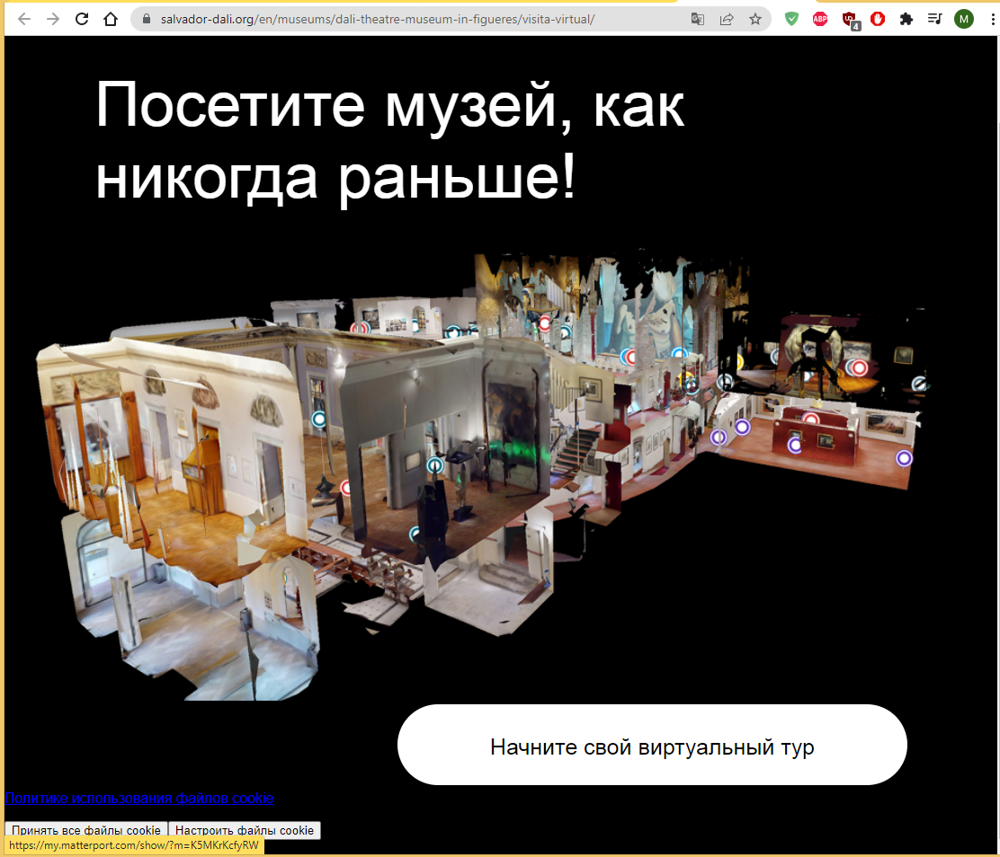 salvador-dali.org/en/museums/dali-theatre-museum-in-figueres/visita-virtual/
ABP
4
M
Посетите музей, как
никогда раньше!
Начните свой виртуальный тур
Политике использования файлов cookie
Принять все файлы cookie
Настроить файлы cookie
https://my.matterport.com/show/?m=K5MKrKcfyRW